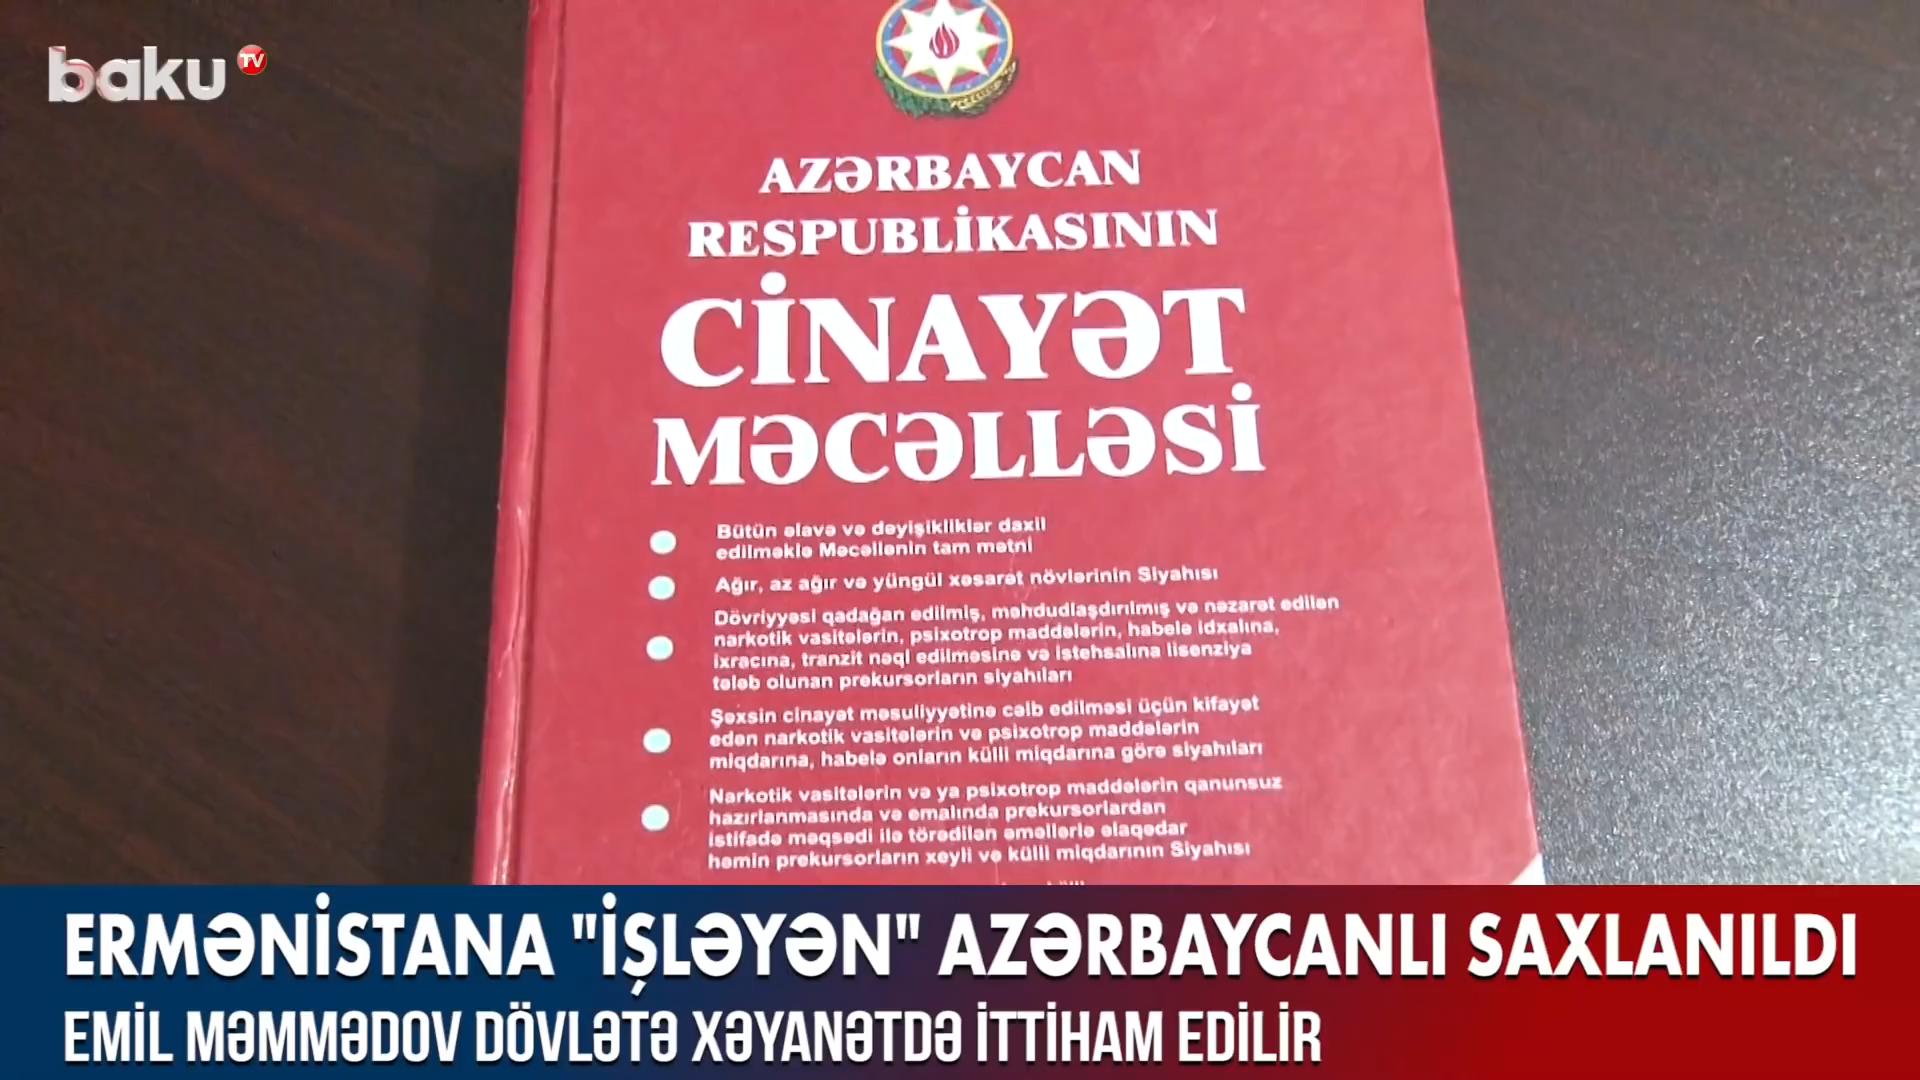 baku TV
AZƏRBAYCAN
RESPUBLİKASININ
CİNAYƏT
MƏCƏLLƏSİ
Bütün əlavə və dəyişikliklər daxil
edilməklə Məcəllənin tam mətni
Ağır, az ağır və yüngül xəsarət növlərinin Siyahısı
Dövriyyəsi qadağan edilmiş, məhdudlaşdırılmış və nəzarət edilən
narkotik vasitələrin, psixotrop maddələrin, habelə idxalına,
ixracına, tranzit nəql edilməsinə və istehsalına lisenziya
tələb olunan prekursorların siyahıları
Şəxsin cinayət məsuliyyətinə cəlb edilməsi üçün kifayət
edən narkotik vasitələrin və psixotrop maddələrin
miqdarına, habelə onların külli miqdarına görə siyahıları
Narkotik vasitələrin və ya psixotrop maddələrin qanunsuz
hazırlanmasında və emalında prekursorlardan
istifadə məqsədi ilə törədilən əməllərlə əlaqədar
həmin prekursorların xeyli və külli miqdarının Siyahısı
ERMƏNİSTANA "İŞLƏYƏN" AZƏRBAYCANLI SAXLANILDI
EMİL MƏMMƏDOV DÖVLƏTƏ XƏYANƏTDƏ İTTİHAM EDİLİR